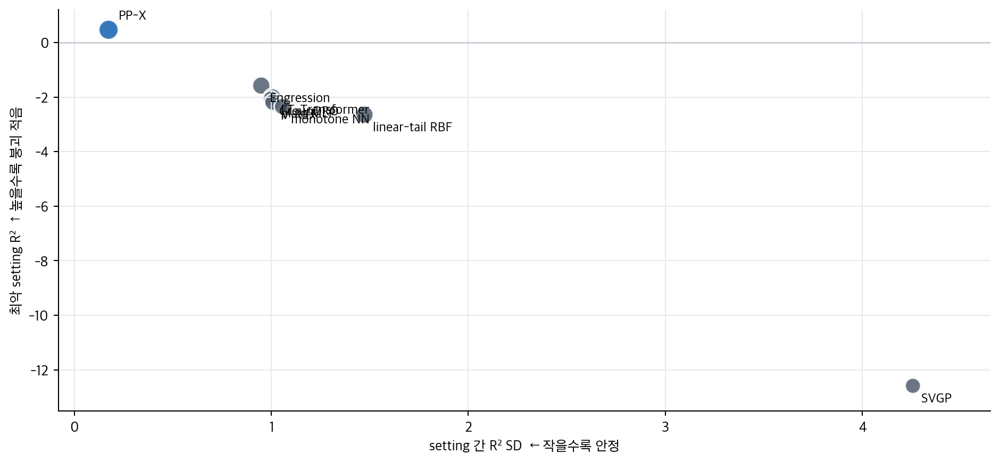 PP-X
0
-2
-4
-6
-8
-10
-12
최악 setting R² ↑ 높을수록 붕괴 적음
Engression
FT-Transformer
monotone NN
linear-tail RBF
SVGP
0
1
2
3
4
setting 간 R² SD ← 작을수록 안정